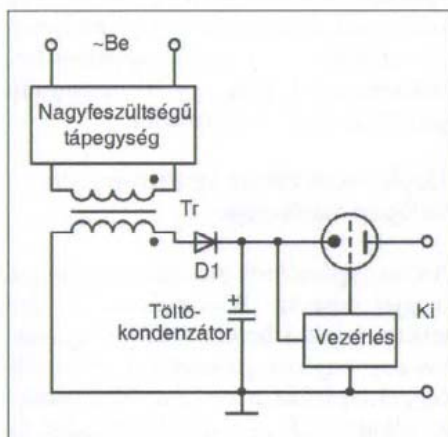 ~Be
Nagyfeszültségű
tápegység
Tr
D1
Töltő-
kondenzátor
+
Ki
Vezérlés